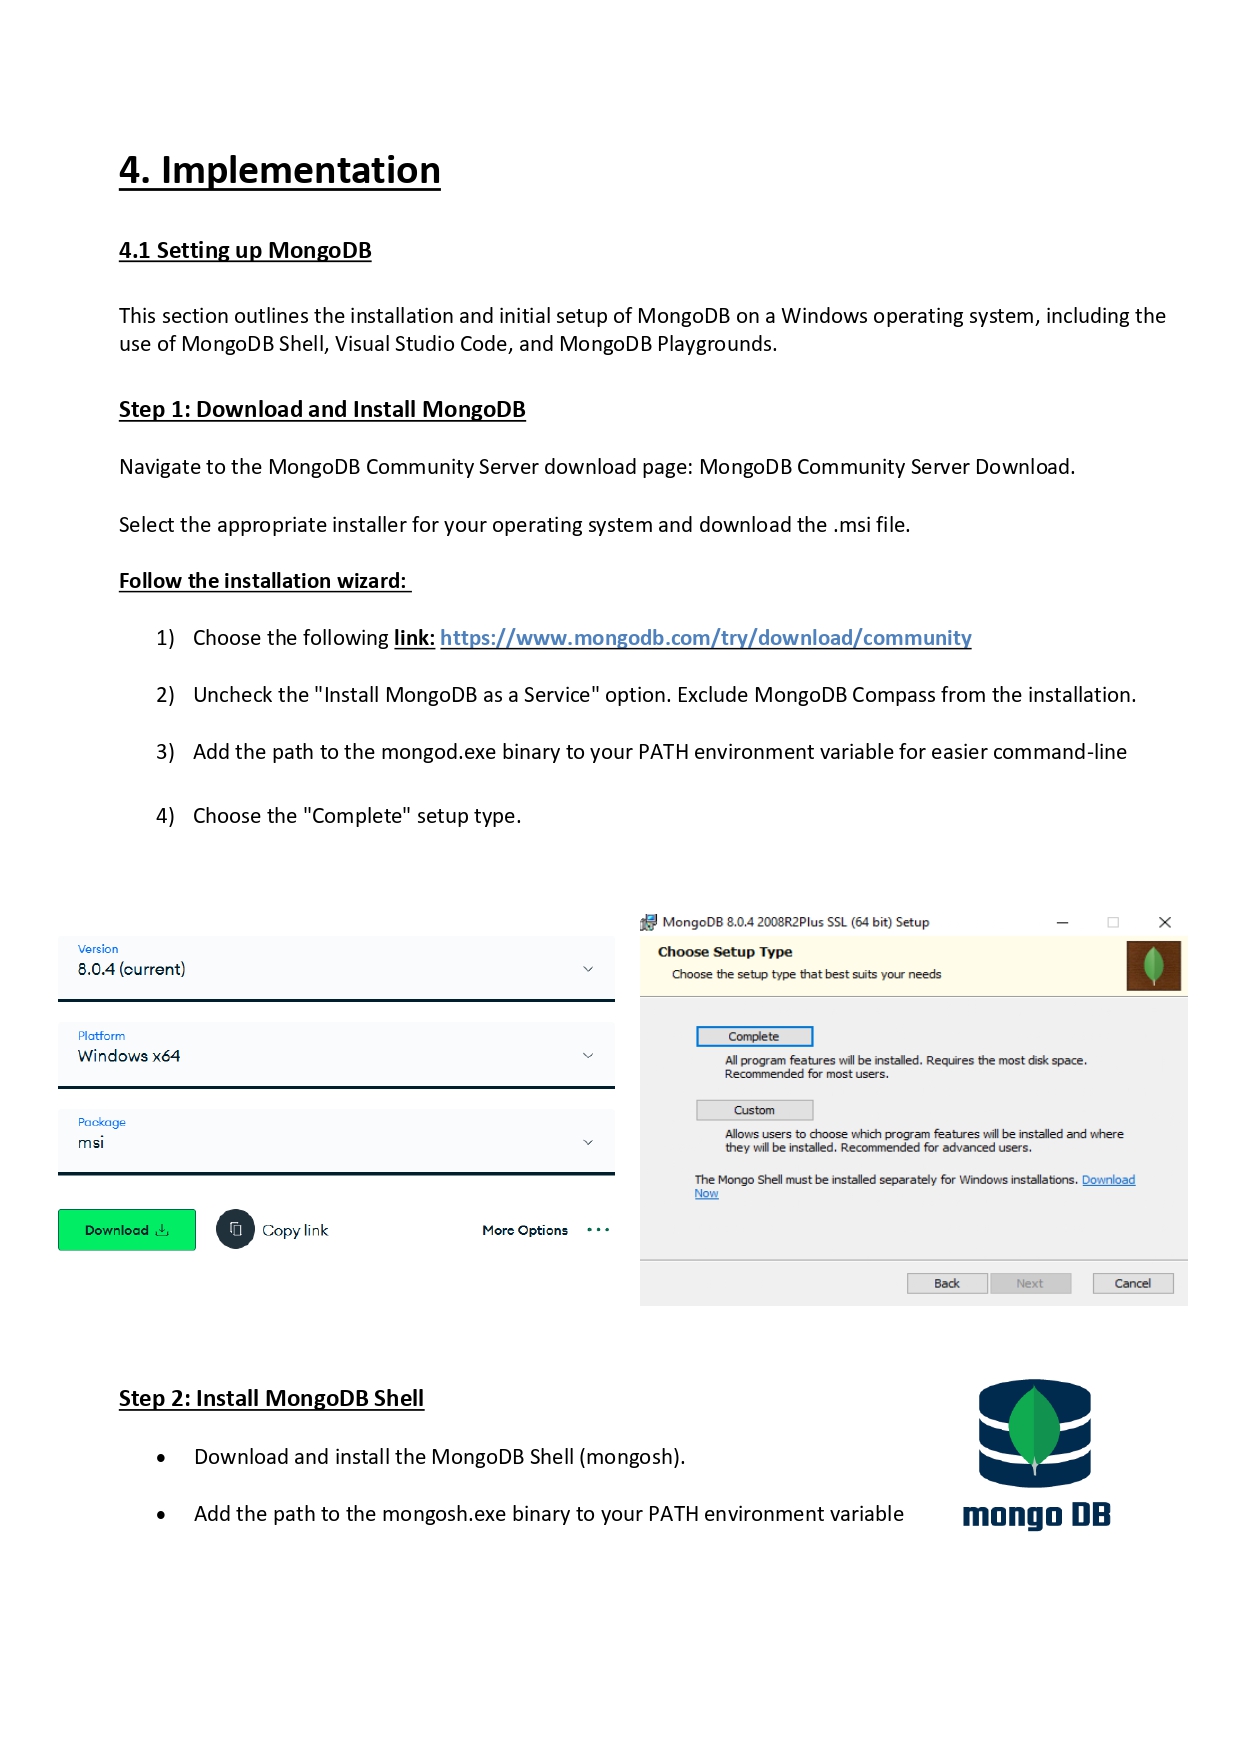 4. Implementation
4.1 Setting up MongoDB
This section outlines the installation and initial setup of MongoDB on a Windows operating system, including the
use of MongoDB Shell, Visual Studio Code, and MongoDB Playgrounds.
Step 1: Download and Install MongoDB
Navigate to the MongoDB Community Server download page: MongoDB Community Server Download.
Select the appropriate installer for your operating system and download the .msi file.
Follow the installation wizard:
1) Choose the following link: https://www.mongodb.com/try/download/community
2) Uncheck the "Install MongoDB as a Service" option. Exclude MongoDB Compass from the installation.
3) Add the path to the mongod.exe binary to your PATH environment variable for easier command-line
4) Choose the "Complete" setup type.
Version
8.0.4 (current)
Platform
Windows x64
Package
msi
Download
Copy link
More Options
MongoDB 8.0.4 2008R2Plus SSL (64 bit) Setup
Choose Setup Type
Choose the setup type that best suits your needs
Complete
All program features will be installed. Requires the most disk space.
Recommended for most users.
Custom
Allows users to choose which program features will be installed and where
they will be installed. Recommended for advanced users.
The Mongo Shell must be installed separately for Windows installations. Download
Now
Back Next Cancel
Step 2: Install MongoDB Shell
• Download and install the MongoDB Shell (mongosh).
• Add the path to the mongosh.exe binary to your PATH environment variable
mongo DB